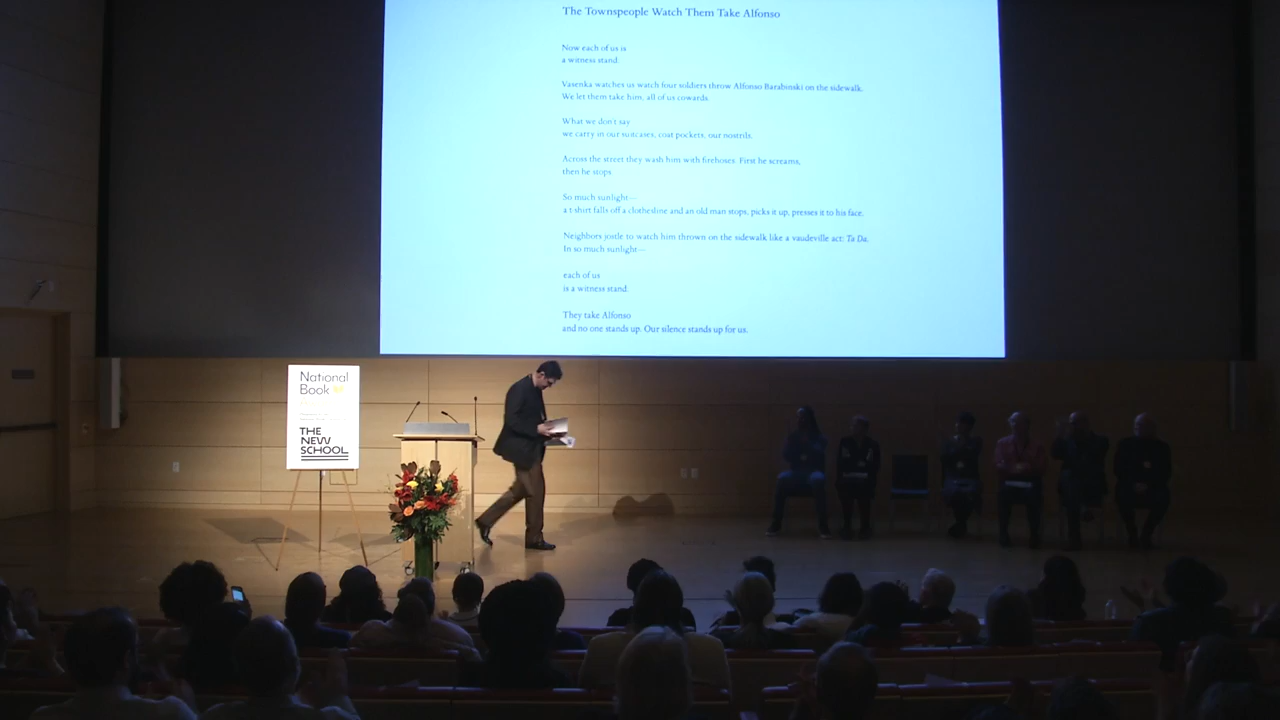 The Townspeople Watch Them Take Alfonso
Now each of us is
a witness stand.
Vasenka watches us watch four soldiers throw Alfonso Barabinski on the sidewalk.
We let them take him, all of us cowards.
What we don't say
we carry in our suitcases, coat pockets, our nostrils.
Across the street they wash him with firehoses. First he screams,
then he stops.
So much sunlight—
a t shirt falls off a clothesline and an old man stops, picks it up, presses it to his face.
Neighbors jostle to watch him thrown on the sidewalk like a vaudeville act: Ta Da.
In so much sunlight—
each of us
is a witness stand.
They take Alfonso
and no one stands up. Our silence stands up for us.
National
Book
THE
NEW
SCHOOL